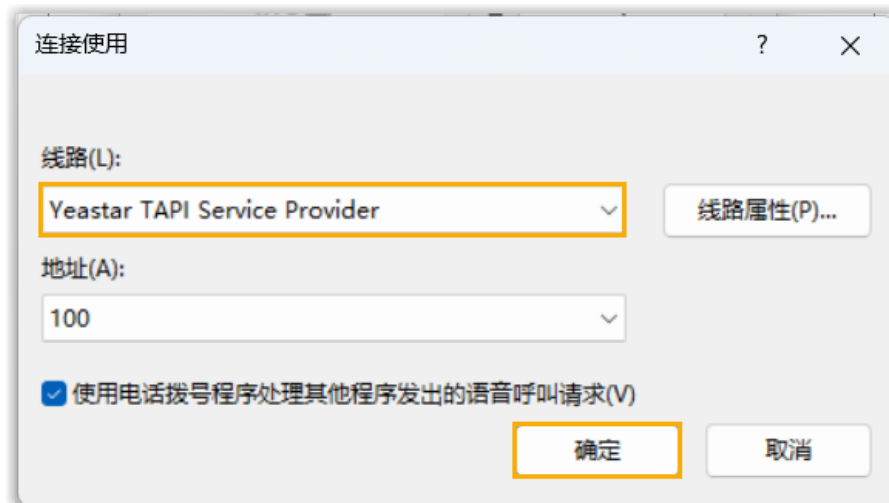 连接使用 ?
线路(L):
Yeastar TAPI Service Provider 线路属性(P)...
地址(A):
100
使用电话拨号程序处理其他程序发出的语音呼叫请求(V)
确定 取消